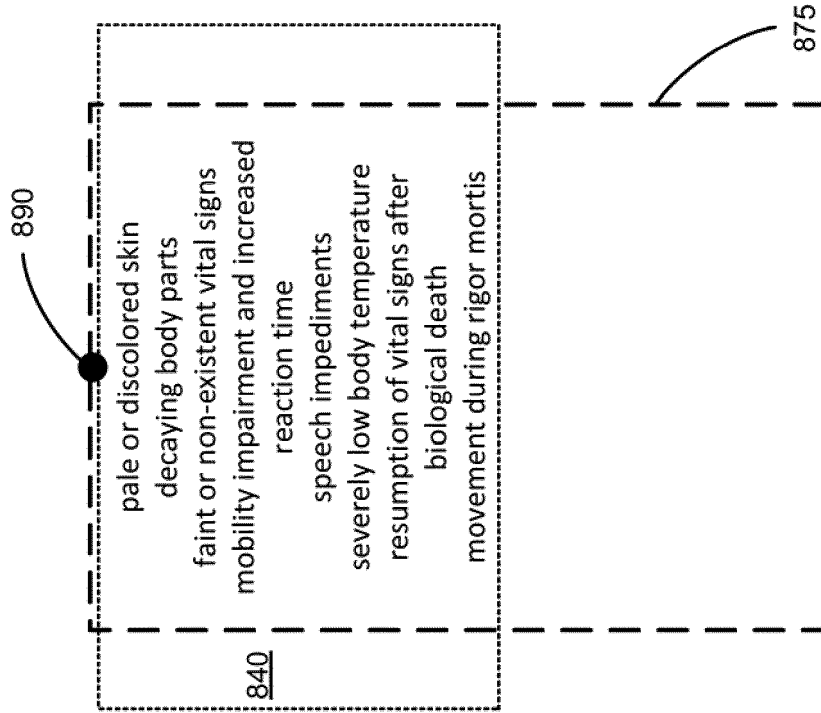 890
pale or discolored skin
decaying body parts
faint or non-existent vital signs
mobility impairment and increased
reaction time
speech impediments
severely low body temperature
resumption of vital signs after
biological death
movement during rigor mortis
840
875